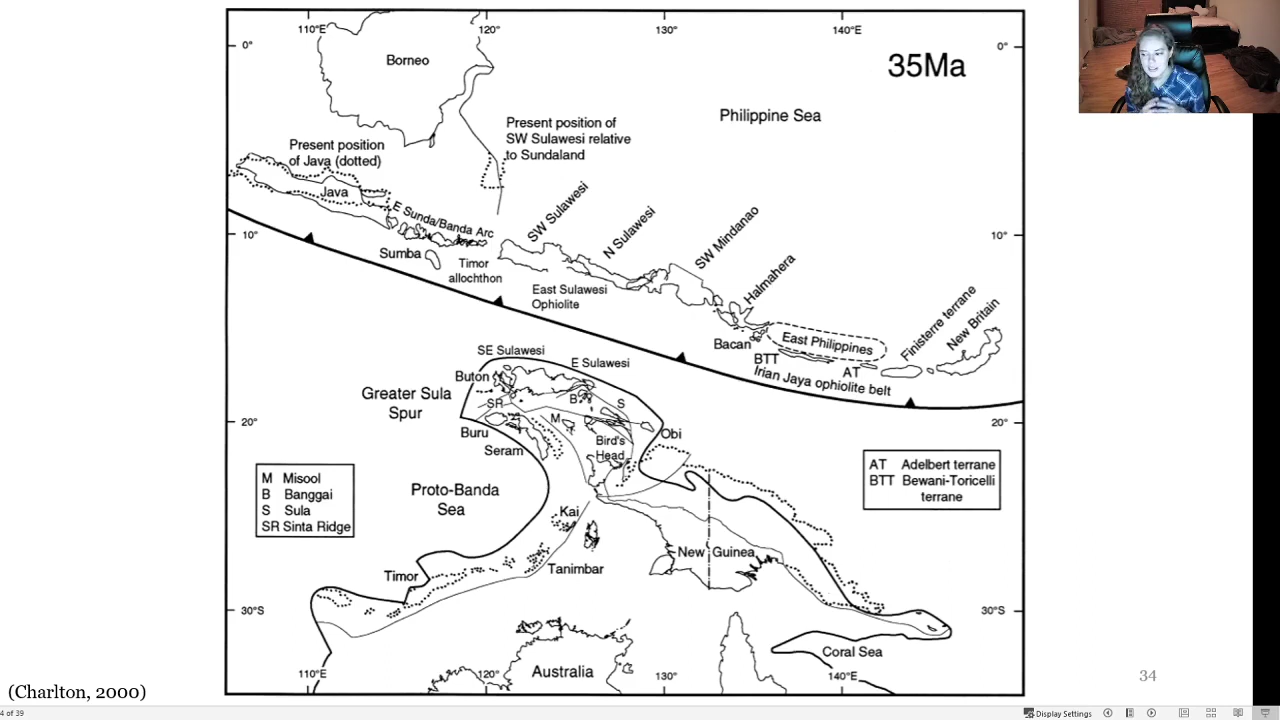 110°E
120°
130°
140°E
0°
0°
35Ma
Borneo
Philippine Sea
Present position of
SW Sulawesi relative
to Sundaland
Present position
of Java (dotted)
Java
E Sunda/Banda Arc
SW Sulawesi
N Sulawesi
SW Mindanao
Halmahera
10°
10°
Sumba
Timor
allochthon
East Sulawesi
Ophiolite
Finisterre terrane
New Britain
Bacan
East Philippines
BTT
AT
Irian Jaya ophiolite belt
SE Sulawesi
E Sulawesi
Buton
Greater Sula
Spur
SR
B
S
M
20°
20°
Buru
Seram
Bird's
Head
Obi
M Misool
B Banggai
S Sula
SR Sinta Ridge
AT Adelbert terrane
BTT Bewani-Toricelli
terrane
Proto-Banda
Sea
Kai
New Guinea
Timor
Tanimbar
30°S
30°S
Coral Sea
Australia
110°E
120°
130°
140°E
34
(Charlton, 2000)
4 of 39
Display Settings